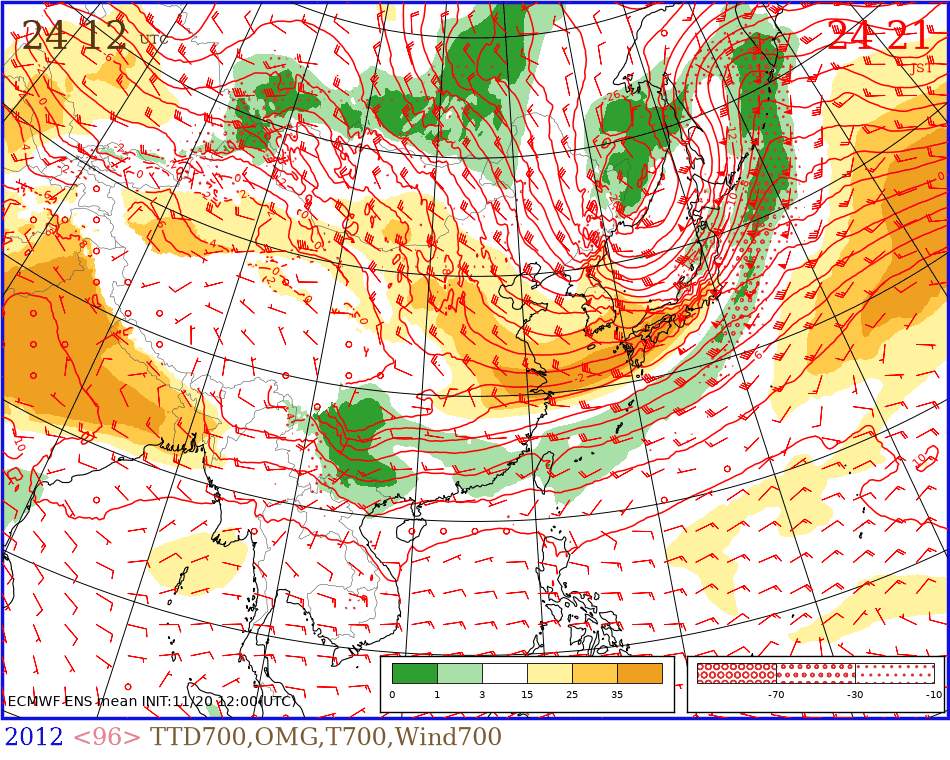 24 12 UTC
24 21
JST
0 1 3 15 25 35
-70 -30 -10
ECMWF ENS mean INIT:11/20 12:00(UTC)
2012 <96> TTD700,OMG,T700,Wind700